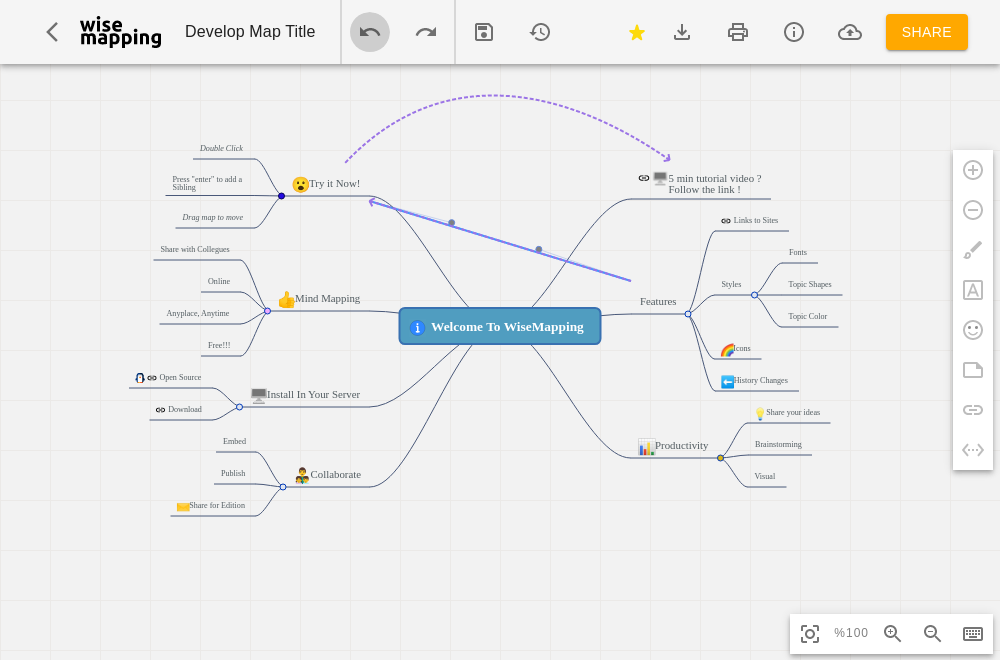 wise
mapping
Develop Map Title
SHARE
Double Click
Press "enter" to add a
Sibling
Drag map to move
Try it Now!
5 min tutorial video ?
Follow the link !
Links to Sites
Fonts
Styles
Topic Shapes
Topic Color
Features
Icons
History Changes
Share with Collegues
Online
Anyplace, Anytime
Free!!!
Mind Mapping
Welcome To WiseMapping
Open Source
Download
Install In Your Server
Share your ideas
Brainstorming
Visual
Productivity
Embed
Publish
Share for Edition
Collaborate
%100